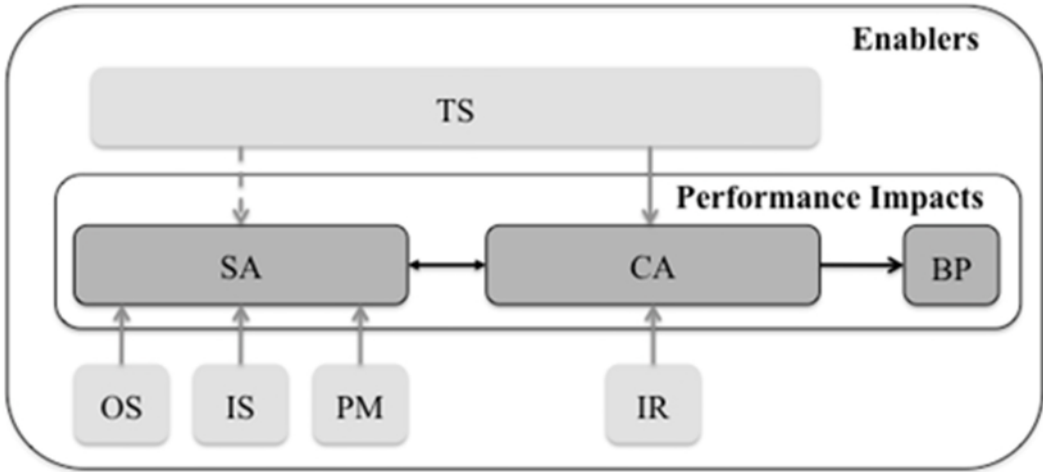 Enablers
TS
Performance Impacts
SA
CA
BP
OS
IS
PM
IR